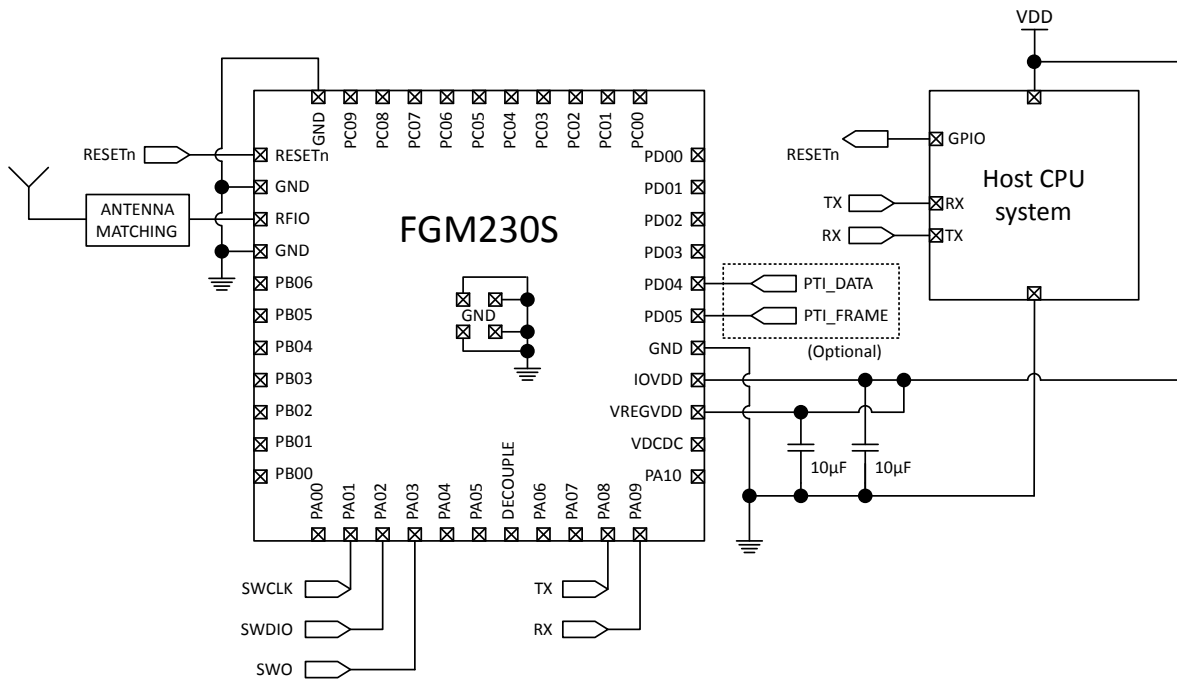 VDD
GND
PC09
PC08
PC07
PC06
PC05
PC04
PC03
PC02
PC01
PC00
RESETn
RESETn
GND
RFIO
GND
PB06
PB05
PB04
PB03
PB02
PB01
PB00
ANTENNA
MATCHING
FGM230S
GND
PD00
PD01
PD02
PD03
PD04
PD05
GND
IOVDD
VREGVDD
VDCDC
PA10
PTI_DATA
PTI_FRAME
(Optional)
RESETn
GPIO
TX
RX
RX
TX
Host CPU
system
10µF
10µF
PA00
PA01
PA02
PA03
PA04
PA05
DECOUPLE
PA06
PA07
PA08
PA09
SWCLK
SWDIO
SWO
TX
RX